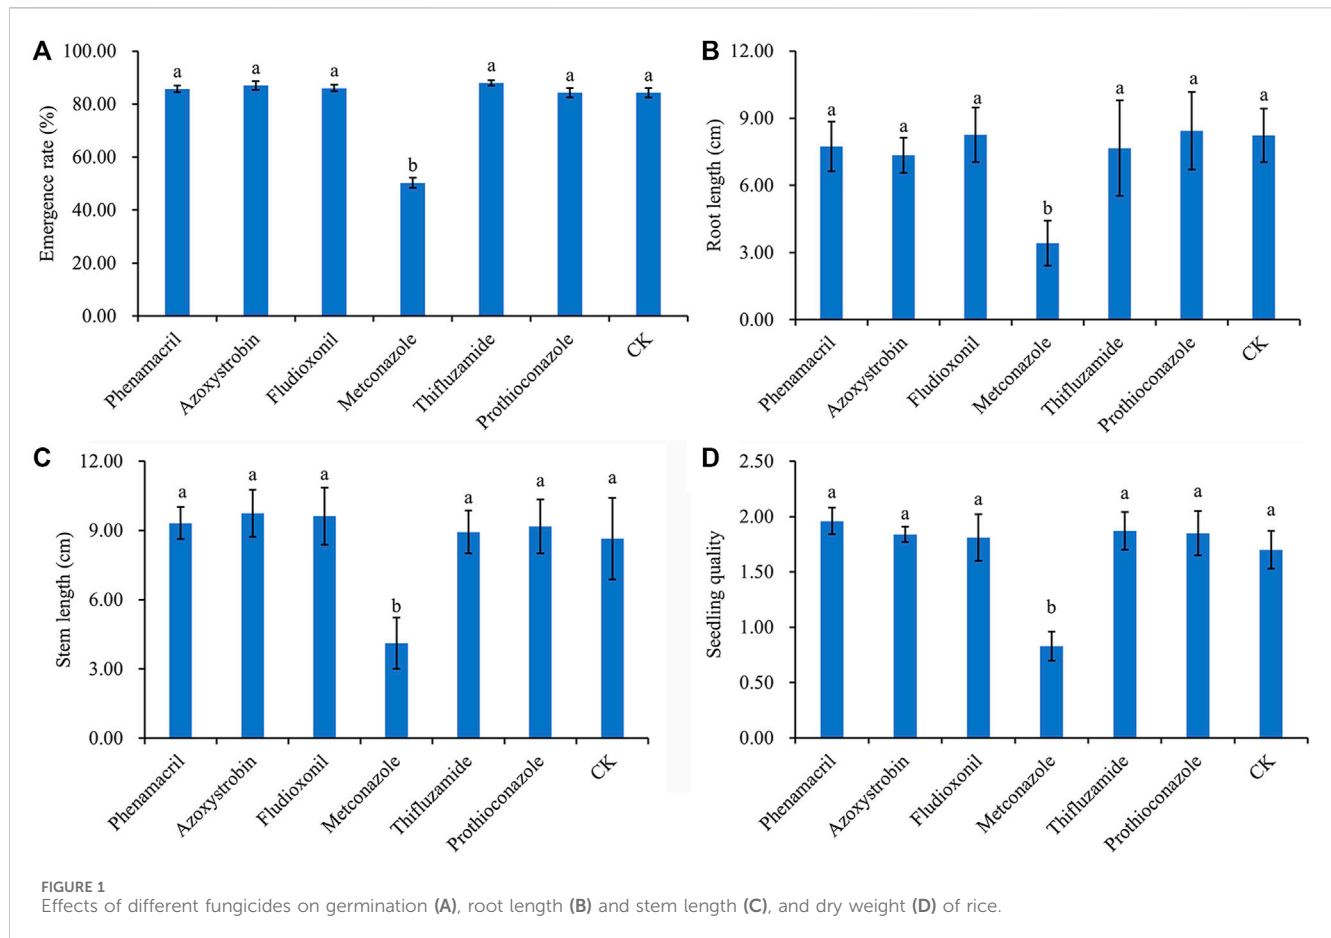 A
Emergence rate (%)
100.00
80.00
60.00
40.00
20.00
0.00
a
a
a
b
a
a
a
Phenamacril
Azoxystrobin
Fludioxonil
Metconazole
Thifluzamide
Prothioconazole
CK
B
Root length (cm)
12.00
9.00
6.00
3.00
0.00
a
a
a
b
a
a
a
Phenamacril
Azoxystrobin
Fludioxonil
Metconazole
Thifluzamide
Prothioconazole
CK
C
Stem length (cm)
12.00
9.00
6.00
3.00
0.00
a
a
a
b
a
a
a
Phenamacril
Azoxystrobin
Fludioxonil
Metconazole
Thifluzamide
Prothioconazole
CK
D
Seedling quality
2.50
2.00
1.50
1.00
0.50
0.00
a
a
a
b
a
a
a
Phenamacril
Azoxystrobin
Fludioxonil
Metconazole
Thifluzamide
Prothioconazole
CK
FIGURE 1
Effects of different fungicides on germination (A), root length (B) and stem length (C), and dry weight (D) of rice.